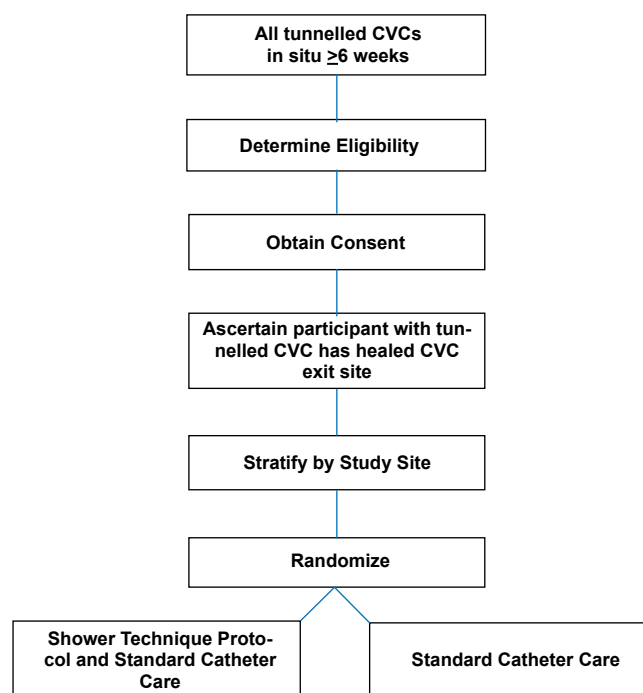 All tunnelled CVCs
in situ ≥6 weeks
Determine Eligibility
Obtain Consent
Ascertain participant with tun-
nelled CVC has healed CVC
exit site
Stratify by Study Site
Randomize
Shower Technique Proto-
col and Standard Catheter
Care
Standard Catheter Care